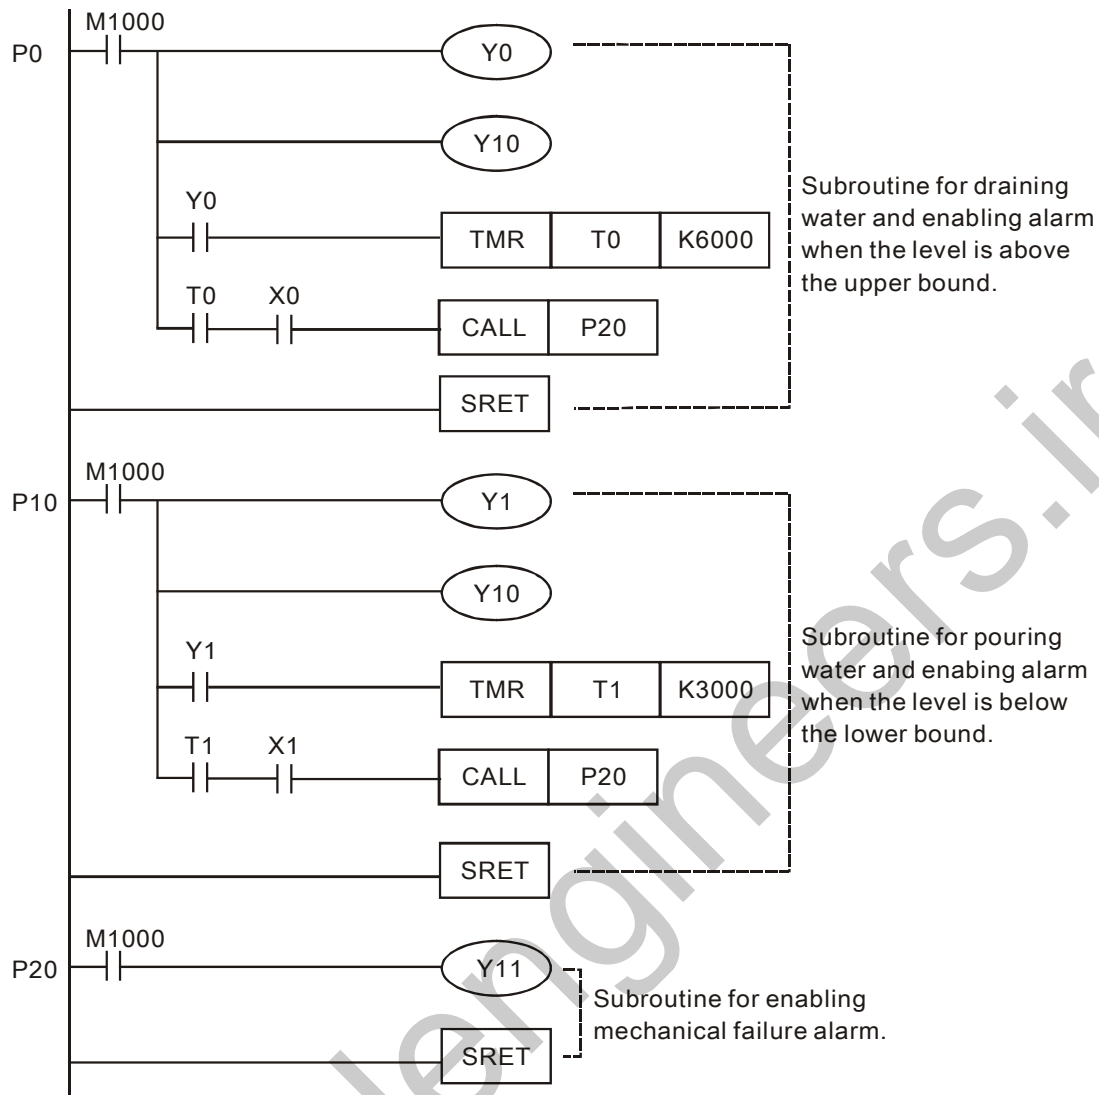 M1000
P0
Y0
Y10
Y0
TMR T0 K6000
T0 X0
CALL P20
SRET
Subroutine for draining
water and enabling alarm
when the level is above
the upper bound.
M1000
P10
Y1
Y10
Y1
TMR T1 K3000
T1 X1
CALL P20
SRET
Subroutine for pouring
water and enabing alarm
when the level is below
the lower bound.
M1000
P20
Y11
SRET
Subroutine for enabling
mechanical failure alarm.
lengineers.ir